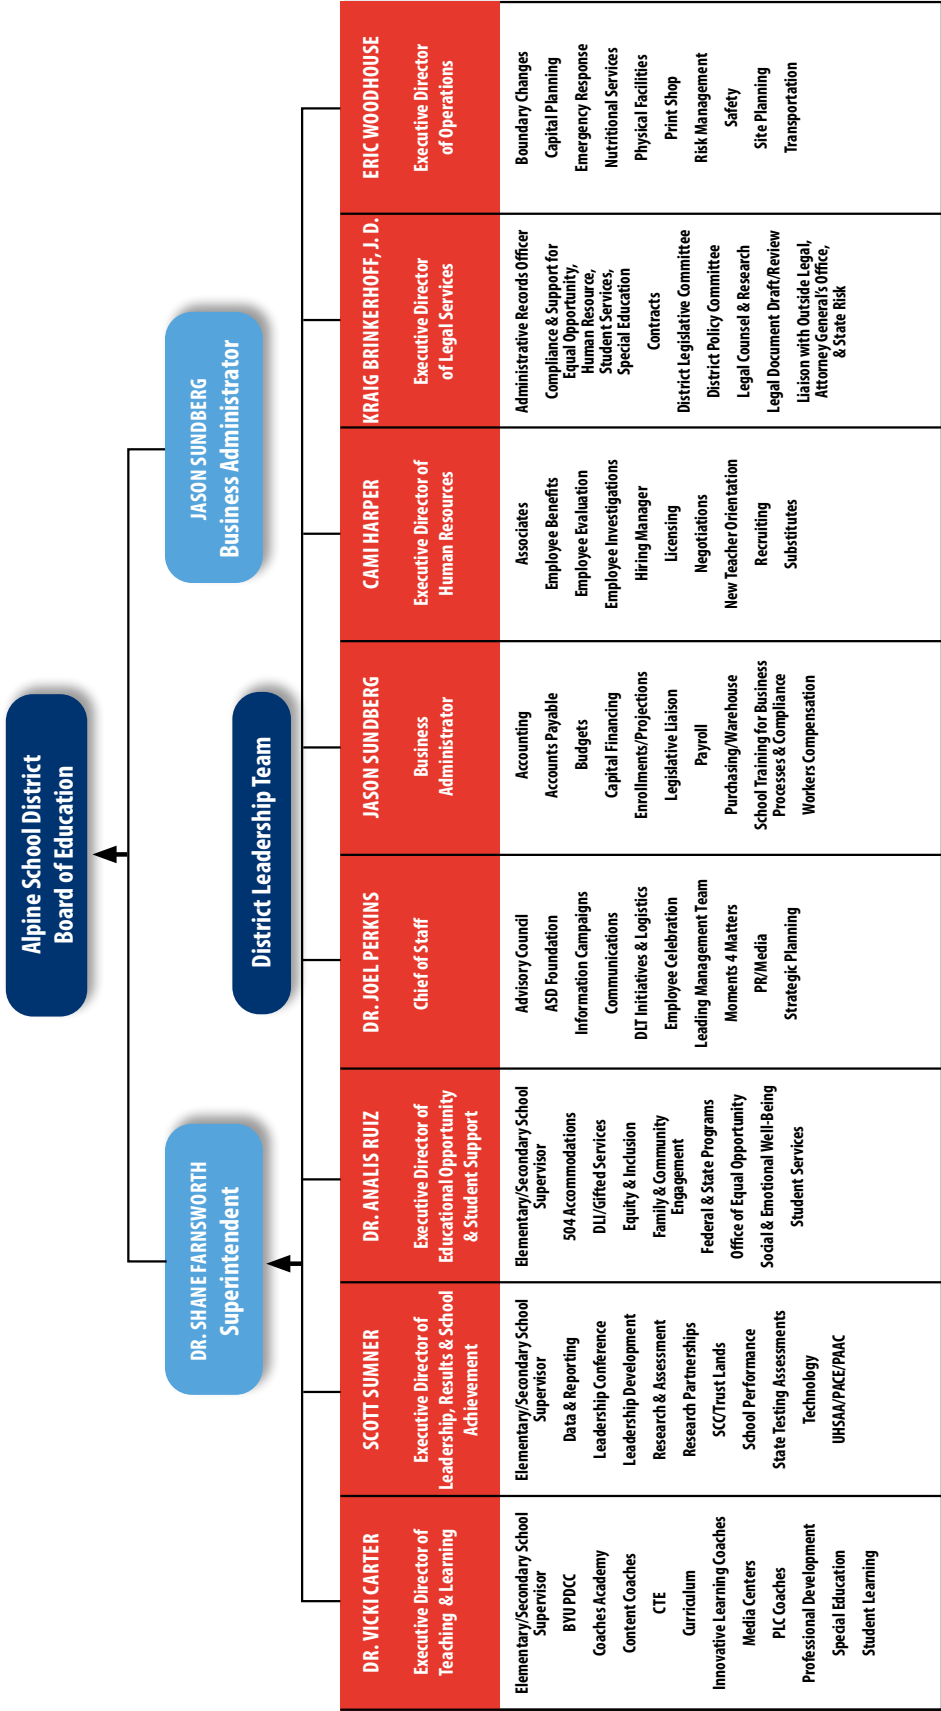 Alpine School District
Board of Education
DR. SHANE FARNSWORTH
Superintendent
JASON SUNDBERG
Business Administrator
District Leadership Team
DR. VICKI CARTER
Executive Director of
Teaching & Learning
Elementary/Secondary School
Supervisor
BYU PDCC
Coaches Academy
Content Coaches
CTE
Curriculum
Innovative Learning Coaches
Media Centers
PLC Coaches
Professional Development
Special Education
Student Learning
SCOTT SUMNER
Executive Director of
Leadership, Results & School
Achievement
Elementary/Secondary School
Supervisor
Data & Reporting
Leadership Conference
Leadership Development
Research & Assessment
Research Partnerships
SCC/Trust Lands
School Performance
State Testing Assessments
Technology
UHSAA/PACE/PAAC
DR. ANALIS RUIZ
Executive Director of
Educational Opportunity
& Student Support
Elementary/Secondary School
Supervisor
504 Accommodations
DLI/Gifted Services
Equity & Inclusion
Family & Community
Engagement
Federal & State Programs
Office of Equal Opportunity
Social & Emotional Well-Being
Student Services
DR. JOEL PERKINS
Chief of Staff
Advisory Council
ASD Foundation
Information Campaigns
Communications
DLT Initiatives & Logistics
Employee Celebration
Leading Management Team
Moments 4 Matters
PR/Media
Strategic Planning
JASON SUNDBERG
Business
Administrator
Accounting
Accounts Payable
Budgets
Capital Financing
Enrollments/Projections
Legislative Liaison
Payroll
Purchasing/Warehouse
School Training for Business
Processes & Compliance
Workers Compensation
CAMI HARPER
Executive Director of
Human Resources
Associates
Employee Benefits
Employee Evaluation
Employee Investigations
Hiring Manager
Licensing
Negotiations
New Teacher Orientation
Recruiting
Substitutes
KRAIG BRINKERHOFF, J. D.
Executive Director
of Legal Services
Administrative Records Officer
Compliance & Support for
Equal Opportunity,
Human Resource,
Student Services,
Special Education
Contracts
District Legislative Committee
District Policy Committee
Legal Counsel & Research
Legal Document Draft/Review
Liaison with Outside Legal,
Attorney General's Office,
& State Risk
ERIC WOODHOUSE
Executive Director
of Operations
Boundary Changes
Capital Planning
Emergency Response
Nutritional Services
Physical Facilities
Print Shop
Risk Management
Safety
Site Planning
Transportation